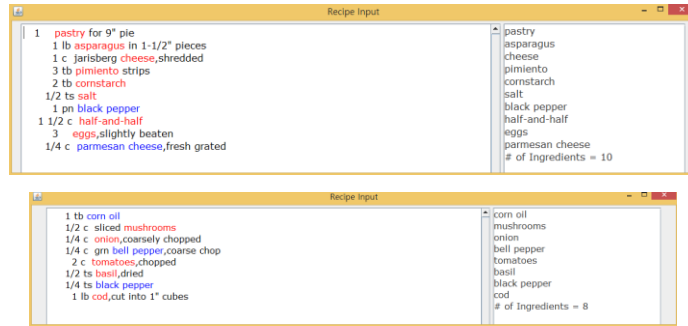 Recipe Input
1 pastry for 9" pie
1 lb asparagus in 1-1/2" pieces
1 c jarisberg cheese,shredded
3 tb pimiento strips
2 tb cornstarch
1/2 ts salt
1 pn black pepper
1 1/2 c half-and-half
3 eggs,slightly beaten
1/4 c parmesan cheese,fresh grated
pastry
asparagus
cheese
pimiento
cornstarch
salt
black pepper
half-and-half
eggs
parmesan cheese
# of Ingredients = 10
Recipe Input
1 tb corn oil
1/2 c sliced mushrooms
1/4 c onion,coarsely chopped
1/4 c grn bell pepper,coarse chop
2 c tomatoes,chopped
1/2 ts basil,dried
1/4 ts black pepper
1 lb cod,cut into 1" cubes
corn oil
mushrooms
onion
bell pepper
tomatoes
basil
black pepper
cod
# of Ingredients = 8